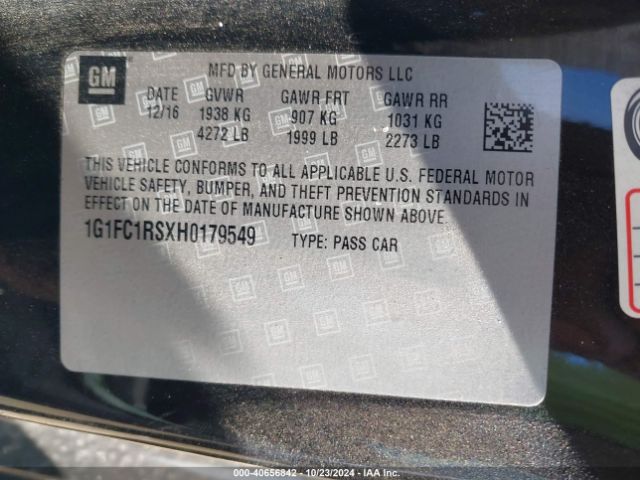 GM MFD BY GENERAL MOTORS LLC
DATE GVWR GAWR FRT GAWR RR
12/16 1938 KG 907 KG 1031 KG
4272 LB 1999 LB 2273 LB
THIS VEHICLE CONFORMS TO ALL APPLICABLE U.S. FEDERAL MOTOR
VEHICLE SAFETY, BUMPER, AND THEFT PREVENTION STANDARDS IN
EFFECT ON THE DATE OF MANUFACTURE SHOWN ABOVE.
1G1FC1RSXH0179549 TYPE: PASS CAR
000-40656842 / 10/23/2024 / IAA Inc.